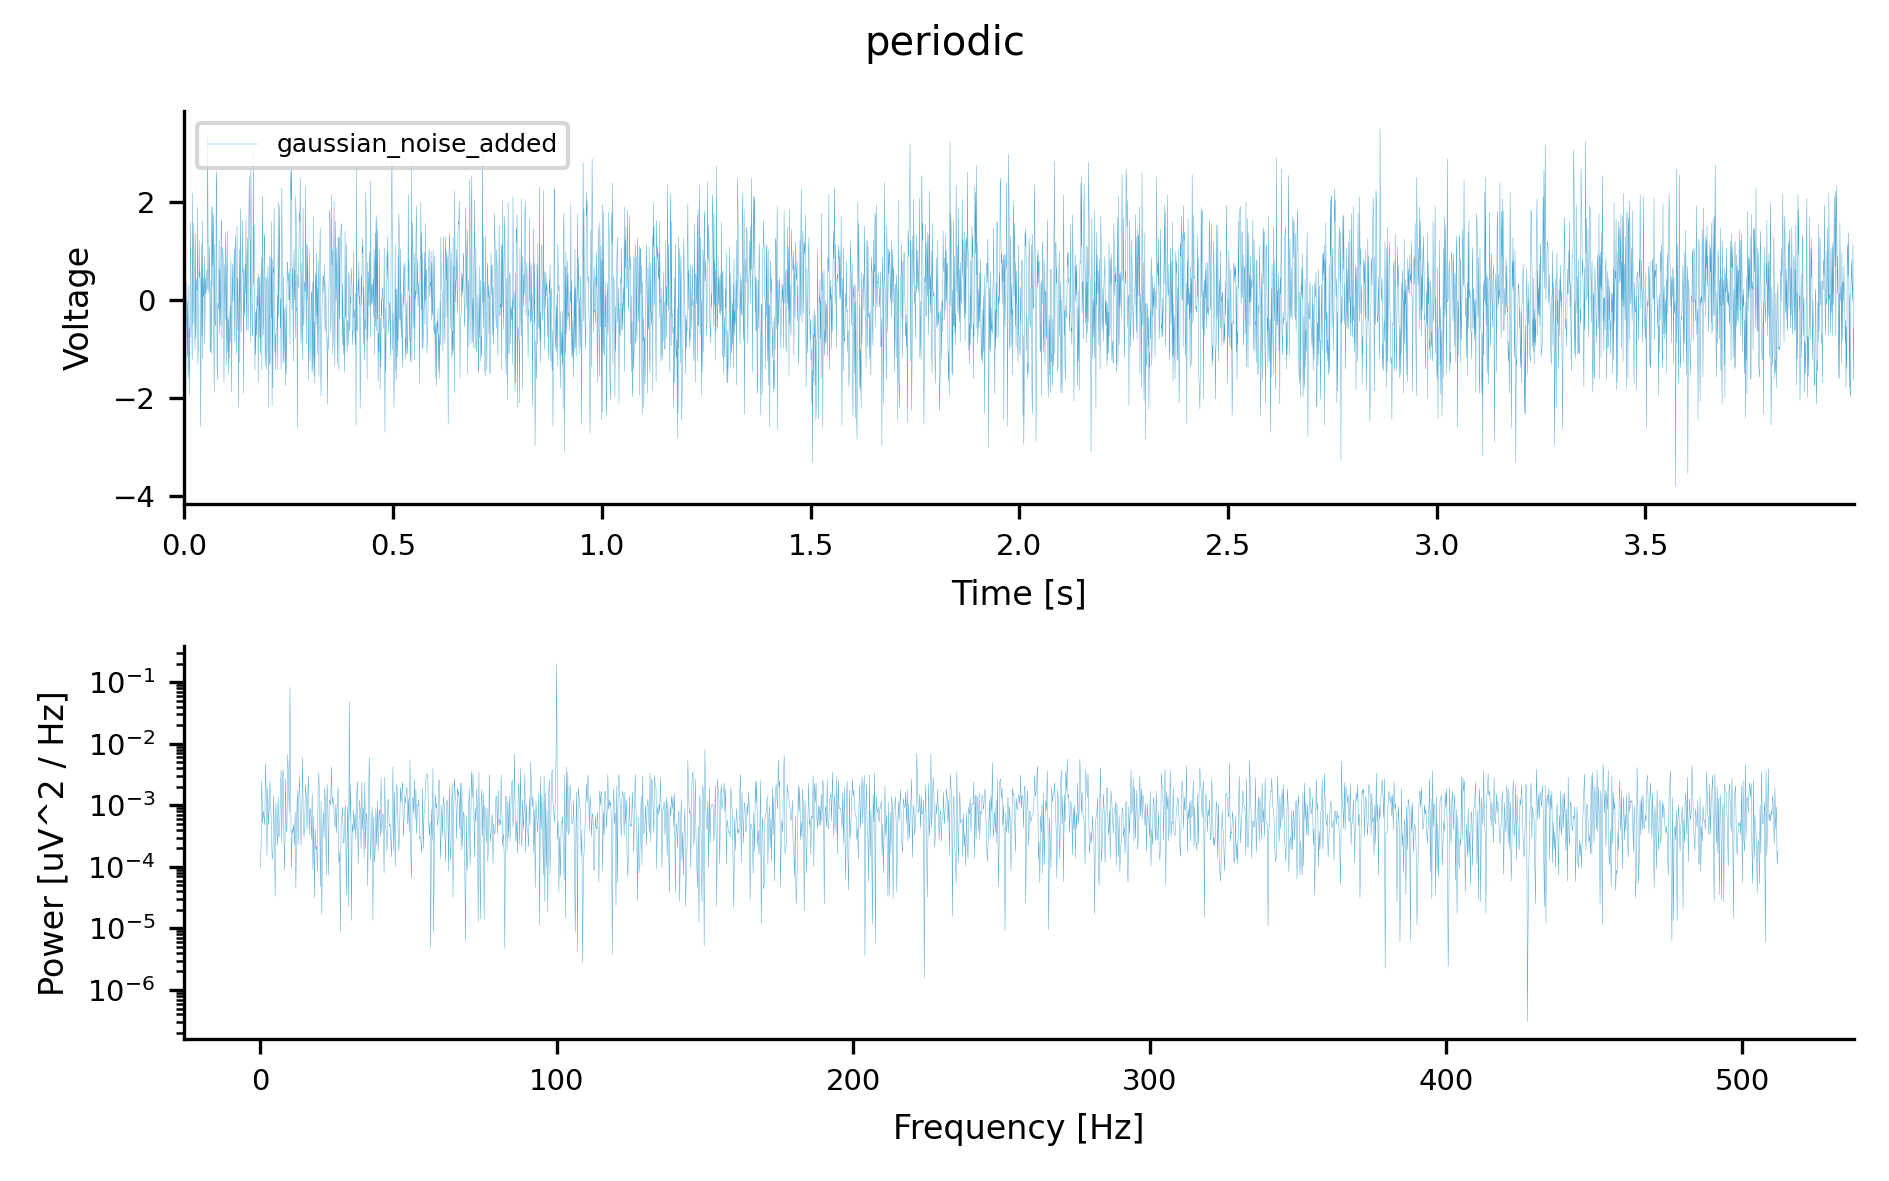 periodic
gaussian_noise_added
Voltage
2
0
−2
−4
0.0 0.5 1.0 1.5 2.0 2.5 3.0 3.5
Time [s]
Power [uV^2 / Hz]
10⁻¹
10⁻²
10⁻³
10⁻⁴
10⁻⁵
10⁻⁶
0 100 200 300 400 500
Frequency [Hz]